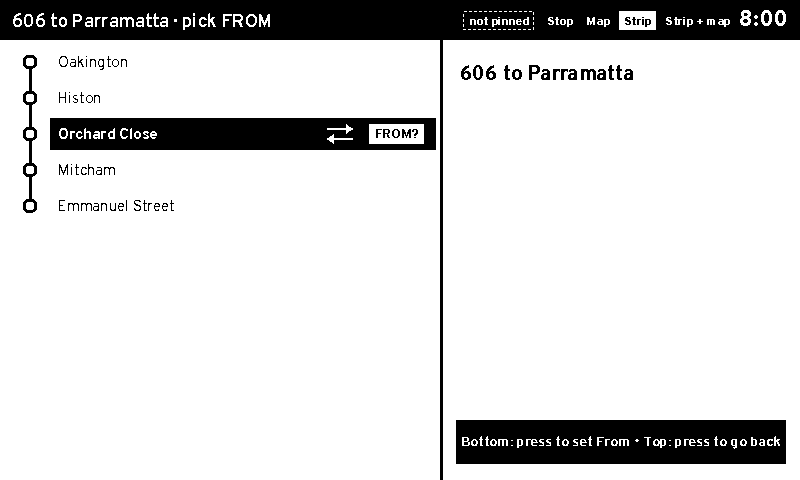 606 to Parramatta · pick FROM
not pinned Stop Map Strip Strip + map 8:00
Oakington
Histon
Orchard Close FROM?
Mitcham
Emmanuel Street
606 to Parramatta
Bottom: press to set From • Top: press to go back